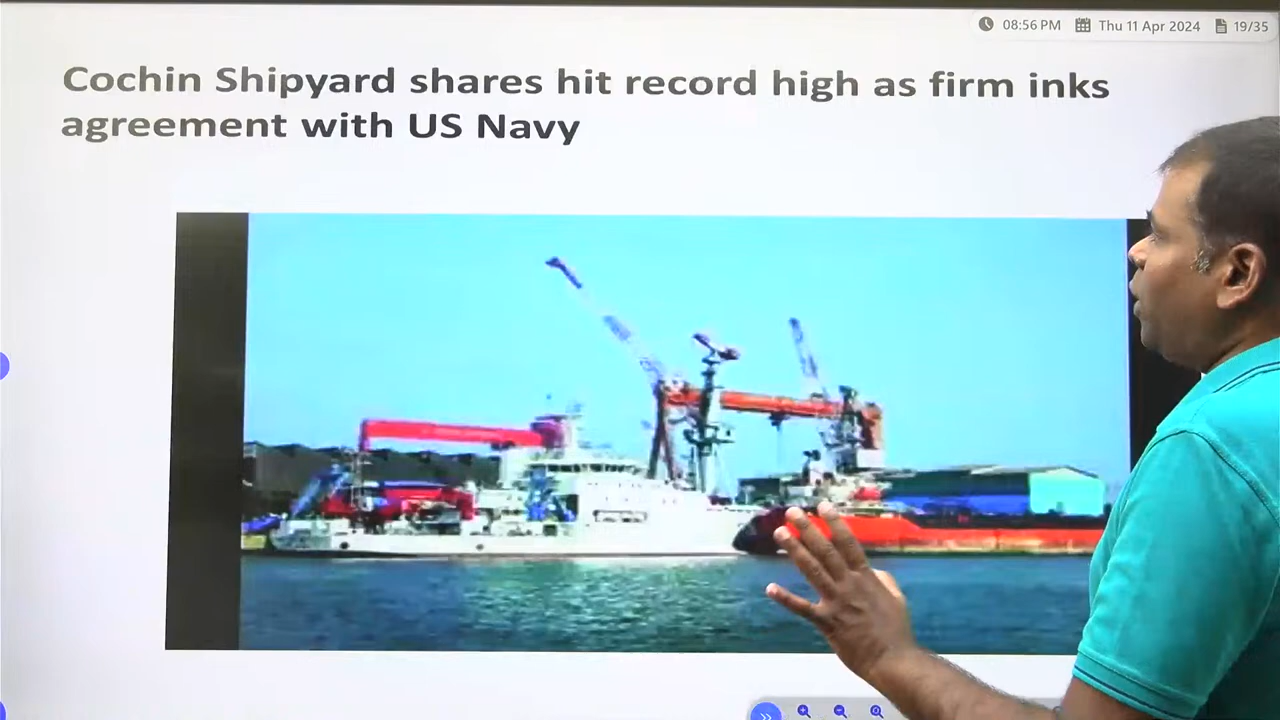 08:56 PM Thu 11 Apr 2024 19/35
Cochin Shipyard shares hit record high as firm inks
agreement with US Navy